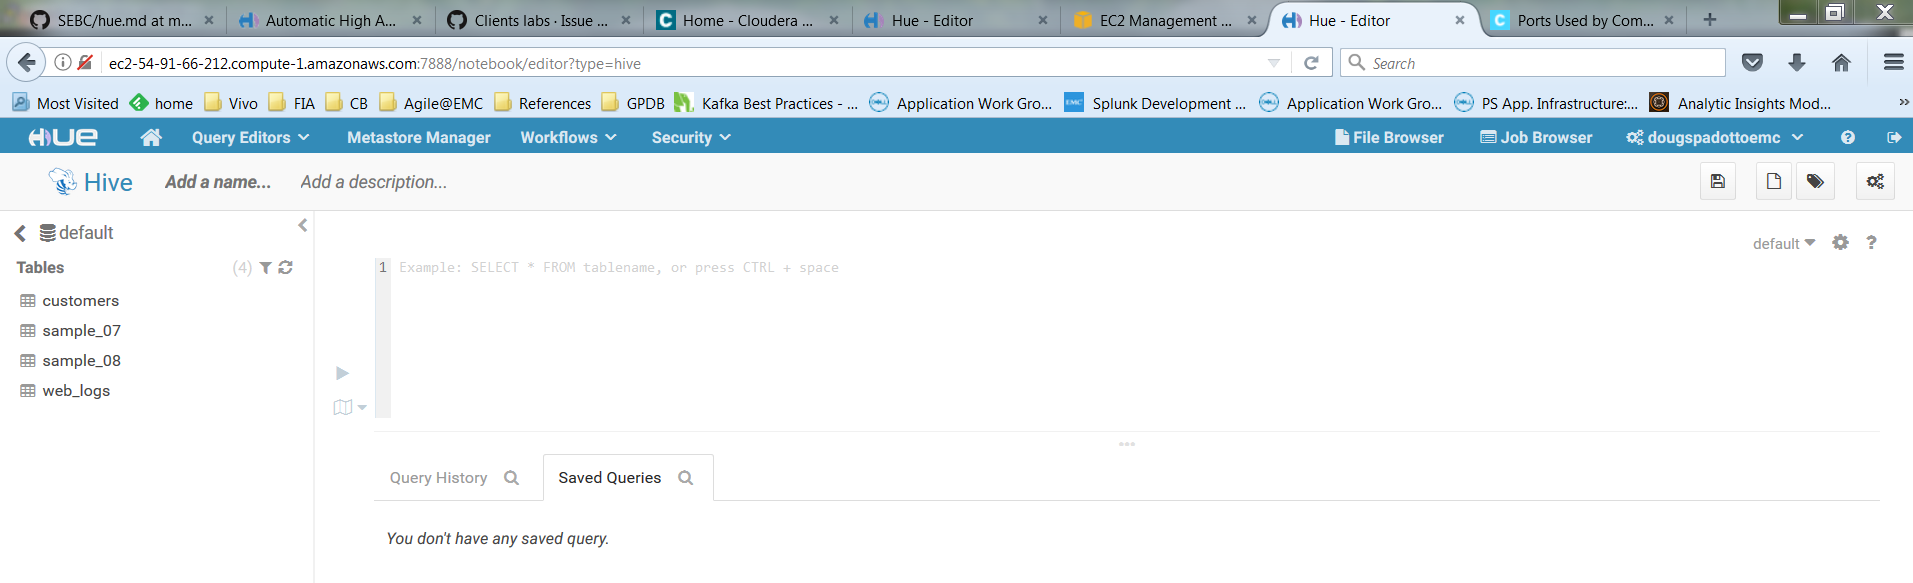 SEBC/hue.md at m...
Automatic High A...
Clients labs · Issue ...
Home - Cloudera ...
Hue - Editor
EC2 Management ...
Hue - Editor
Ports Used by Com...
ec2-54-91-66-212.compute-1.amazonaws.com:7888/notebook/editor?type=hive
Search
Most Visited
home
Vivo
FIA
CB
Agile@EMC
References
GPDB
Kafka Best Practices - ...
Application Work Gro...
EMC
Splunk Development ...
Application Work Gro...
PS App. Infrastructure:...
Analytic Insights Mod...
HUE
Query Editors
Metastore Manager
Workflows
Security
File Browser
Job Browser
dougspadottoemc
Hive
Add a name...
Add a description...
default
Tables
(4)
customers
sample_07
sample_08
web_logs
default
1
Example: SELECT * FROM tablename, or press CTRL + space
Query History
Saved Queries
You don't have any saved query.